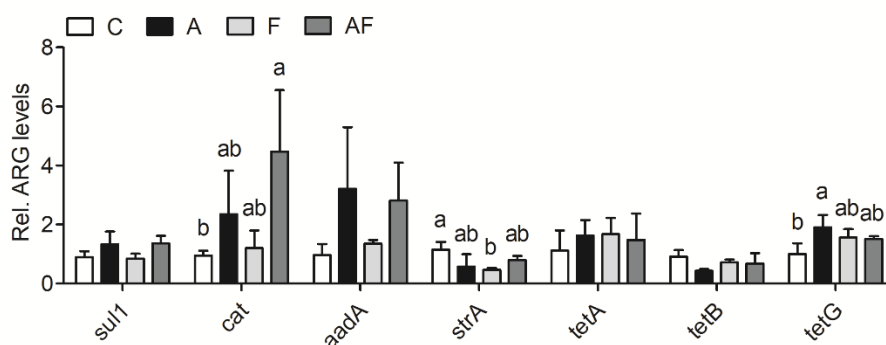 C A F AF
8
a
6
ab
4
Rel. ARG levels
ab
b
a
ab
b
ab
2
b
a
ab
ab
0
sul1
cat
aadA
strA
tetA
tetB
tetG